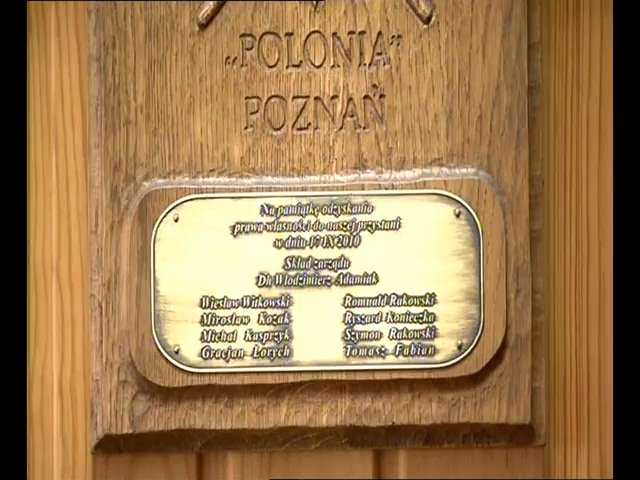 „POLONIA”
POZNAŃ
Na pamiątkę odzyskania
prawa własności do naszej przystani
w dniu 17 IX 2010
Skład zarządu
Dh Włodzimierz Adamiak
Wiesław Witkowski Romuald Rakowski
Mirosław Kozak Ryszard Konieczka
Michał Kasprzyk Szymon Rakowski
Gracjan Lorych Tomasz Fabian